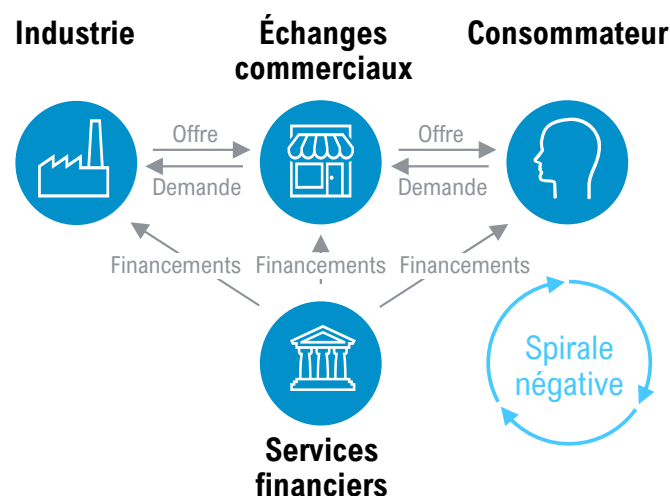 Industrie
Échanges
commerciaux
Consommateur
Offre
Demande
Offre
Demande
Financements
Financements
Financements
Spirale
négative
Services
financiers